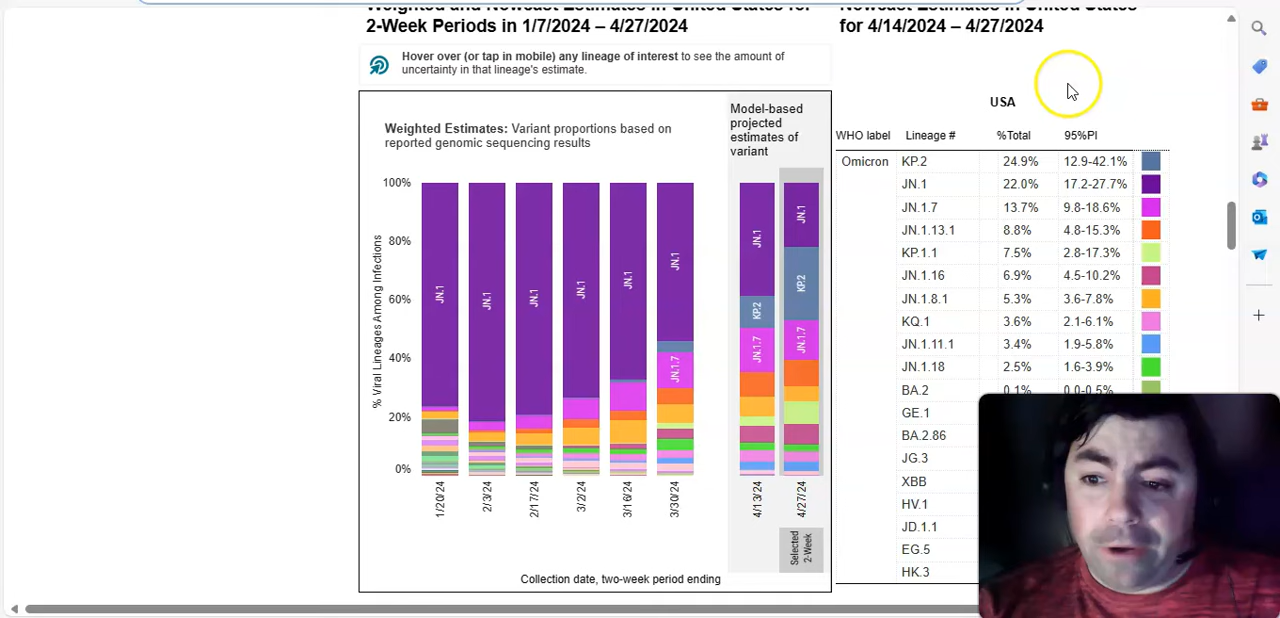 Weighted and Nowcast Estimates in United States for
2-Week Periods in 1/7/2024 – 4/27/2024
Nowcast Estimates in United States
for 4/14/2024 – 4/27/2024
Hover over (or tap in mobile) any lineage of interest to see the amount of
uncertainty in that lineage's estimate.
Weighted Estimates: Variant proportions based on
reported genomic sequencing results
Model-based
projected
estimates of
variant
% Viral Lineages Among Infections
100%
80%
60%
40%
20%
0%
JN.1
JN.1
JN.1
JN.1
JN.1
JN.1
JN.1.7
JN.1
KP.2
JN.1.7
JN.1
KP.2
JN.1.7
1/20/24
2/3/24
2/17/24
3/2/24
3/16/24
3/30/24
4/13/24
4/27/24
Selected
2-Week
Collection date, two-week period ending
USA
WHO label Lineage # %Total 95%PI
Omicron KP.2 24.9% 12.9-42.1%
JN.1 22.0% 17.2-27.7%
JN.1.7 13.7% 9.8-18.6%
JN.1.13.1 8.8% 4.8-15.3%
KP.1.1 7.5% 2.8-17.3%
JN.1.16 6.9% 4.5-10.2%
JN.1.8.1 5.3% 3.6-7.8%
KQ.1 3.6% 2.1-6.1%
JN.1.11.1 3.4% 1.9-5.8%
JN.1.18 2.5% 1.6-3.9%
BA.2 0.1% 0.0-0.5%
GE.1
BA.2.86
JG.3
XBB
HV.1
JD.1.1
EG.5
HK.3